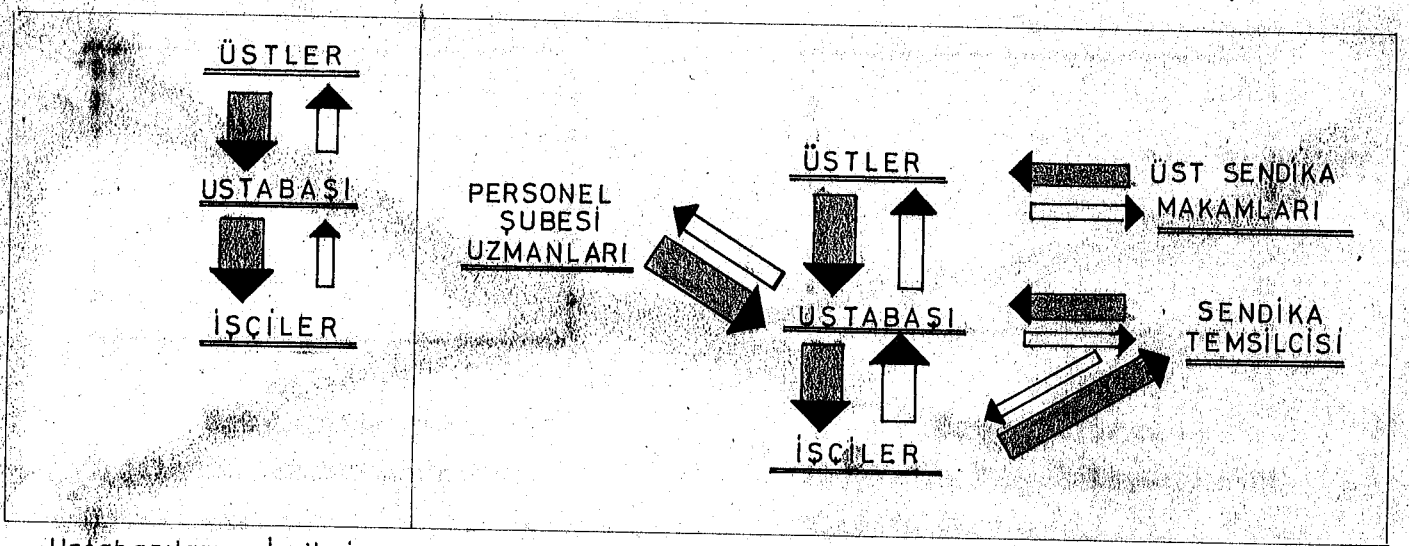 ÜSTLER
USTABAŞI
İŞÇİLER
PERSONEL
ŞUBESİ
UZMANLARI
ÜSTLER
USTABAŞI
İŞÇİLER
ÜST SENDİKA
MAKAMLARI
SENDİKA
TEMSİLCİSİ